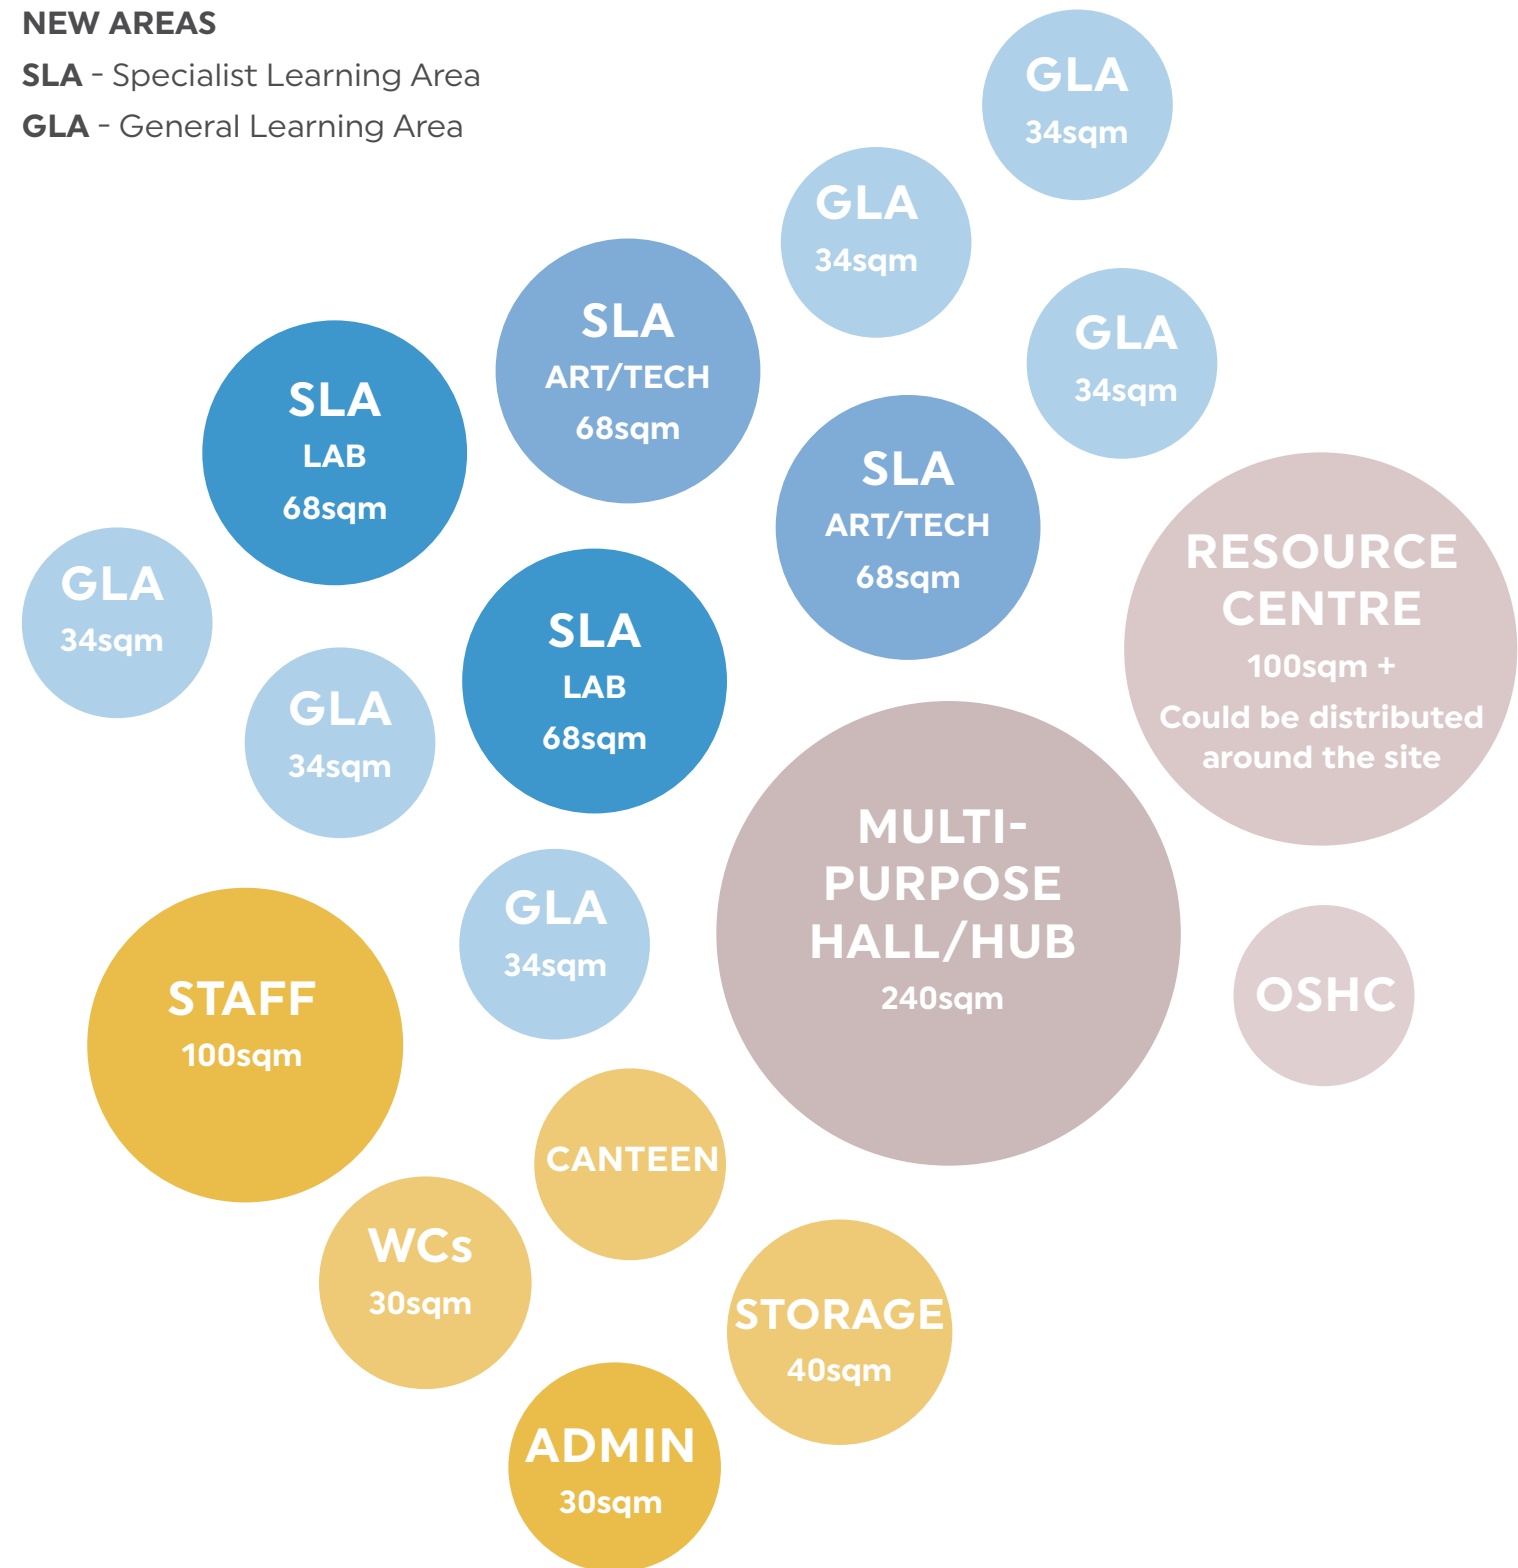 NEW AREAS
SLA - Specialist Learning Area
GLA - General Learning Area
GLA
34sqm
GLA
34sqm
GLA
34sqm
SLA
ART/TECH
68sqm
SLA
LAB
68sqm
SLA
ART/TECH
68sqm
RESOURCE
CENTRE
100sqm +
Could be distributed
around the site
GLA
34sqm
SLA
LAB
68sqm
GLA
34sqm
MULTI-
PURPOSE
HALL/HUB
240sqm
GLA
34sqm
OSHC
STAFF
100sqm
CANTEEN
WCs
30sqm
STORAGE
40sqm
ADMIN
30sqm